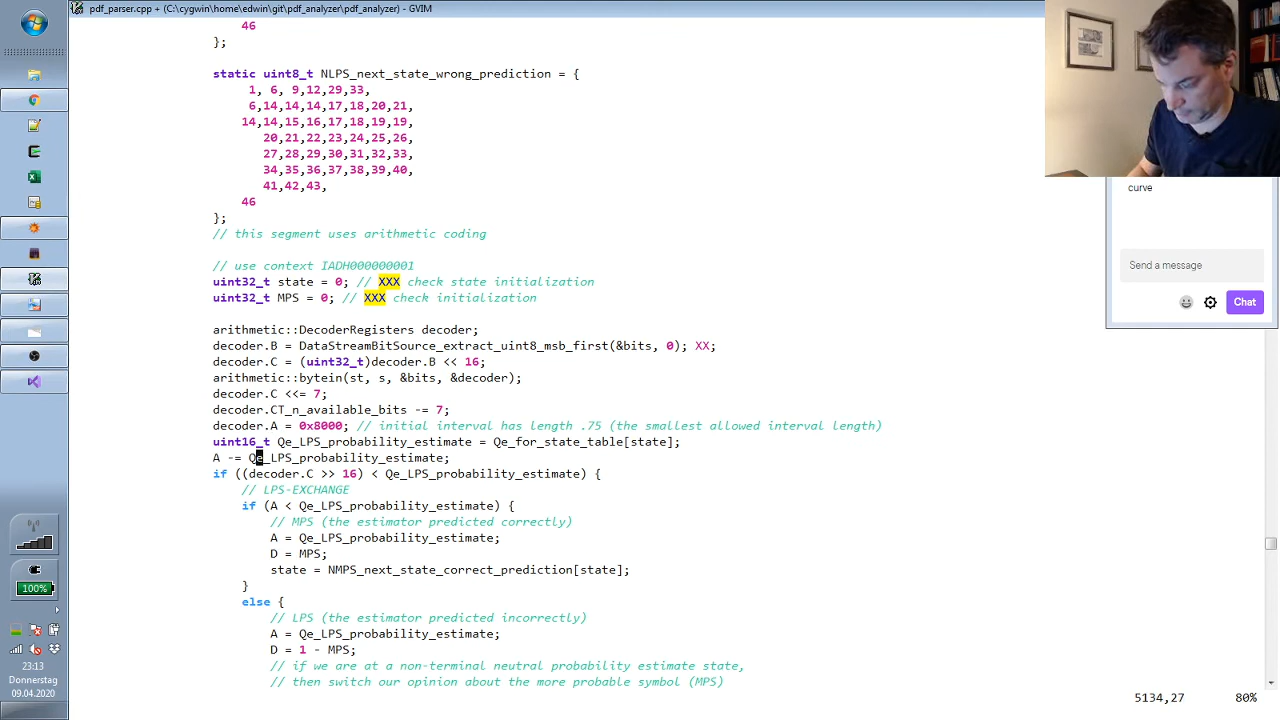 pdf_parser.cpp + (C:\cygwin\home\edwin\git\pdf_analyzer\pdf_analyzer) - GVIM
46
};
static uint8_t NLPS_next_state_wrong_prediction = {
1, 6, 9,12,29,33,
6,14,14,14,17,18,20,21,
14,14,15,16,17,18,19,19,
20,21,22,23,24,25,26,
27,28,29,30,31,32,33,
34,35,36,37,38,39,40,
41,42,43,
46
};
// this segment uses arithmetic coding
// use context IADH000000001
uint32_t state = 0; // XXX check state initialization
uint32_t MPS = 0; // XXX check initialization
arithmetic::DecoderRegisters decoder;
decoder.B = DataStreamBitSource_extract_uint8_msb_first(&bits, 0); XX;
decoder.C = (uint32_t)decoder.B << 16;
arithmetic::bytein(st, s, &bits, &decoder);
decoder.C <<= 7;
decoder.CT_n_available_bits -= 7;
decoder.A = 0x8000; // initial interval has length .75 (the smallest allowed interval length)
uint16_t Qe_LPS_probability_estimate = Qe_for_state_table[state];
A -= Qe_LPS_probability_estimate;
if ((decoder.C >> 16) < Qe_LPS_probability_estimate) {
// LPS-EXCHANGE
if (A < Qe_LPS_probability_estimate) {
// MPS (the estimator predicted correctly)
A = Qe_LPS_probability_estimate;
D = MPS;
state = NMPS_next_state_correct_prediction[state];
}
else {
// LPS (the estimator predicted incorrectly)
A = Qe_LPS_probability_estimate;
D = 1 - MPS;
// if we are at a non-terminal neutral probability estimate state,
// then switch our opinion about the more probable symbol (MPS)
5134,27 80%
curve
Send a message
Chat
100%
23:13
Donnerstag
09.04.2020